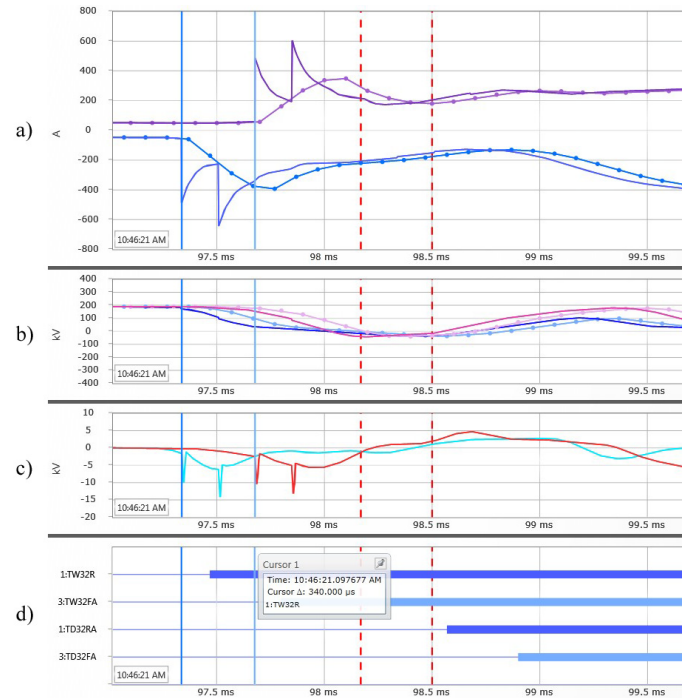 a)
A
800
600
400
200
0
-200
-400
-600
-800
10:46:21 AM
97.5 ms
98 ms
98.5 ms
99 ms
99.5 ms
b)
kV
400
300
200
100
0
-100
-200
-300
-400
10:46:21 AM
97.5 ms
98 ms
98.5 ms
99 ms
99.5 ms
c)
kV
10
5
0
-5
-10
-15
-20
10:46:21 AM
97.5 ms
98 ms
98.5 ms
99 ms
99.5 ms
d)
1:TW32R
3:TW32FA
1:TD32RA
3:TD32FA
Cursor 1
Time: 10:46:21.097677 AM
Cursor Δ: 340.000 µs
1:TW32R
10:46:21 AM
97.5 ms
98 ms
98.5 ms
99 ms
99.5 ms